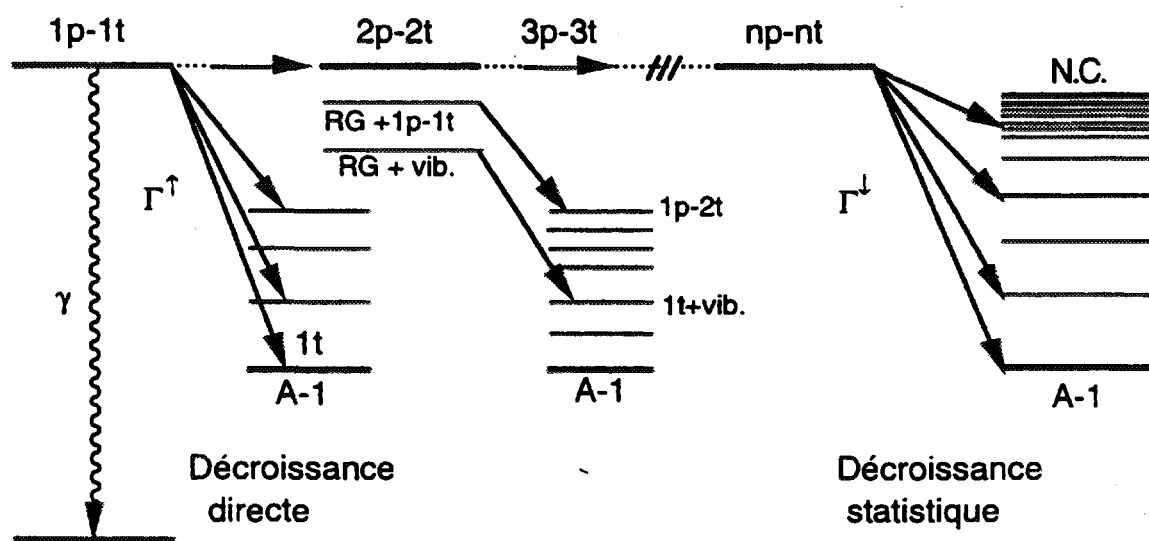 1p-1t
2p-2t
3p-3t
np-nt
N.C.
RG +1p-1t
RG + vib.
Γ↑
1p-2t
Γ↓
γ
1t+vib.
1t
A-1
A-1
A-1
Décroissance
directe
Décroissance
statistique